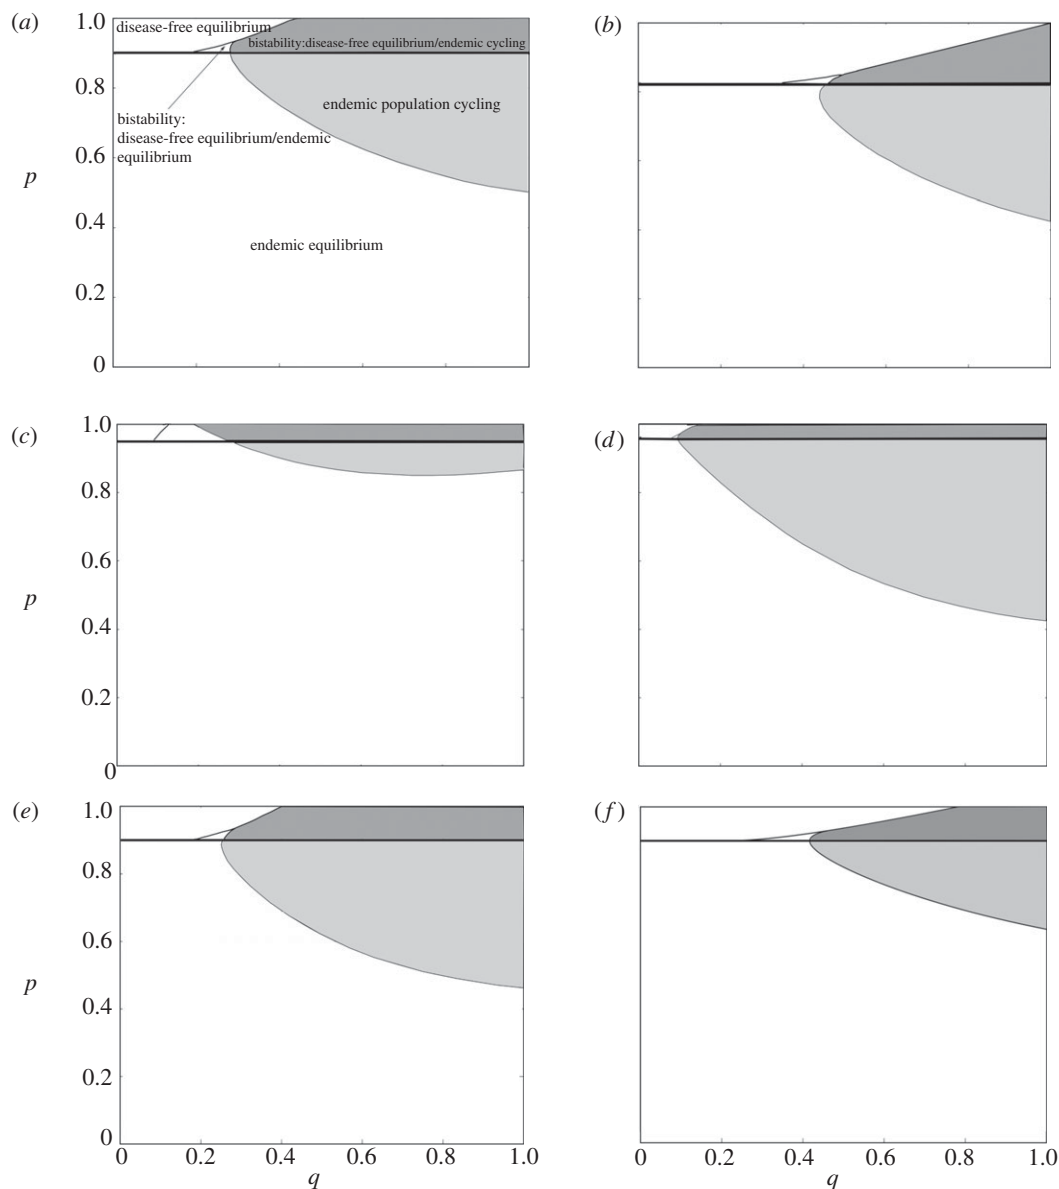 (a)
1.0
disease-free equilibrium
bistability:disease-free equilibrium/endemic cycling
0.8
endemic population cycling
bistability:
disease-free equilibrium/endemic
equilibrium
0.6
p
0.4
endemic equilibrium
0.2
0
(b)
(c)
1.0
0.8
0.6
p
0.4
0.2
0
(d)
(e)
1.0
0.8
0.6
p
0.4
0.2
0
0 0.2 0.4 0.6 0.8 1.0
q
(f)
0 0.2 0.4 0.6 0.8 1.0
q